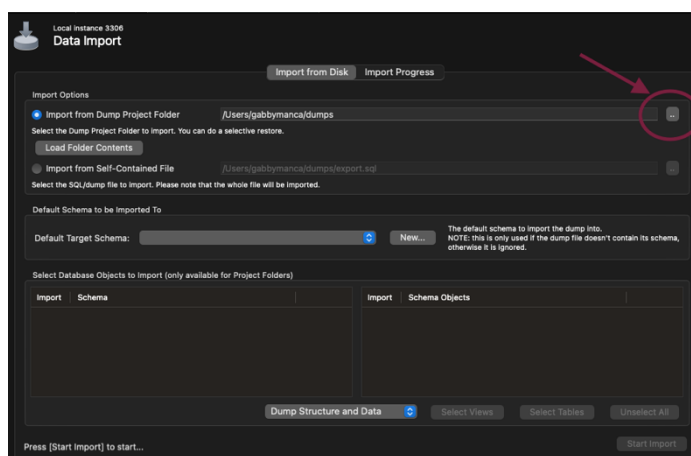 Local instance 3306
Data Import
Import from Disk Import Progress
Import Options
Import from Dump Project Folder /Users/gabbymanca/dumps ..
Select the Dump Project Folder to import. You can do a selective restore.
Load Folder Contents
Import from Self-Contained File /Users/gabbymanca/dumps/export.sql ..
Select the SQL/dump file to import. Please note that the whole file will be imported.
Default Schema to be Imported To
Default Target Schema: New... The default schema to import the dump into.
NOTE: this is only used if the dump file doesn't contain its schema,
otherwise it is ignored.
Select Database Objects to Import (only available for Project Folders)
Import Schema Import Schema Objects
Dump Structure and Data Select Views Select Tables Unselect All
Press [Start Import] to start... Start Import